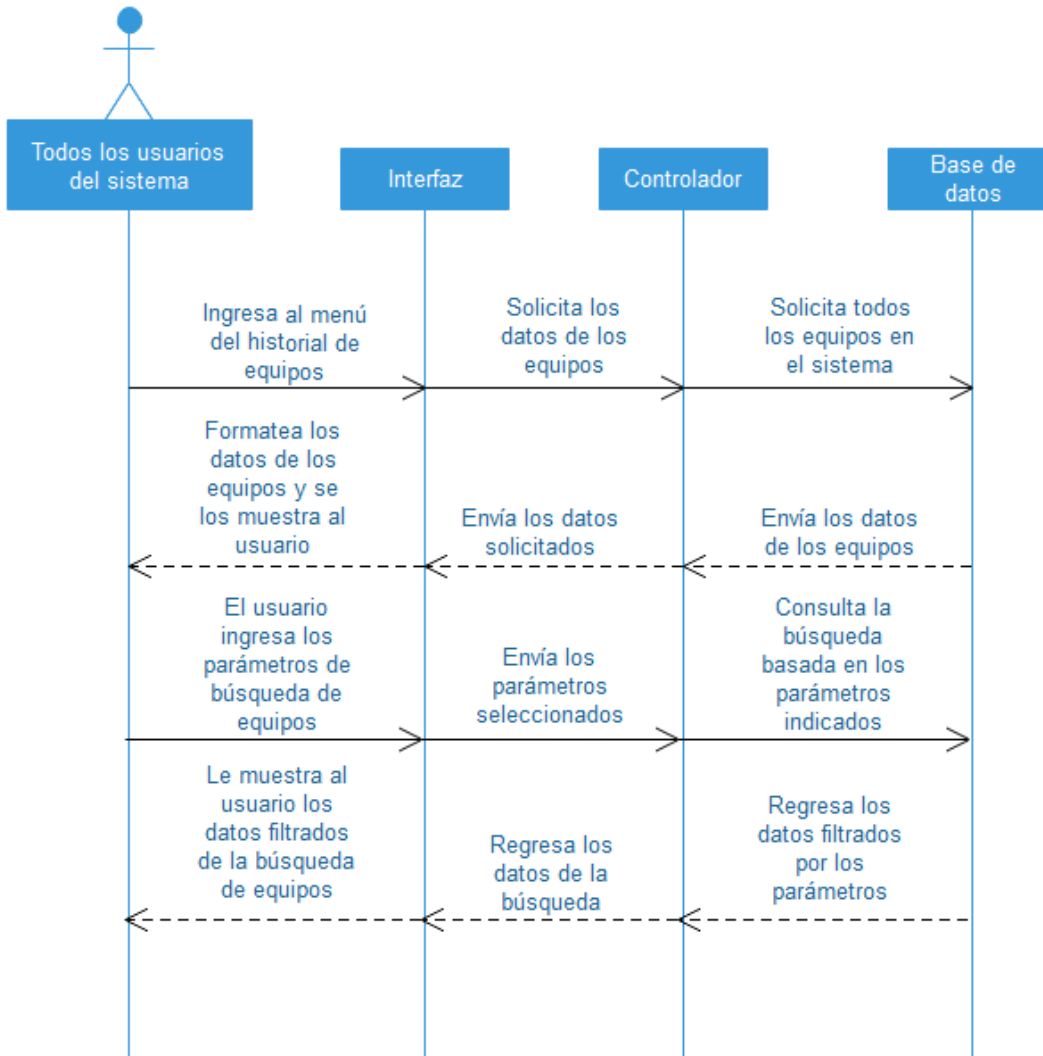 Todos los usuarios
del sistema
Interfaz
Controlador
Base de
datos
Ingresa al menú
del historial de
equipos
Solicita los
datos de los
equipos
Solicita todos
los equipos en
el sistema
Formatea los
datos de los
equipos y se
los muestra al
usuario
Envía los datos
solicitados
Envía los datos
de los equipos
El usuario
ingresa los
parámetros de
búsqueda de
equipos
Envía los
parámetros
seleccionados
Consulta la
búsqueda
basada en los
parámetros
indicados
Le muestra al
usuario los
datos filtrados
de la búsqueda
de equipos
Regresa los
datos de la
búsqueda
Regresa los
datos filtrados
por los
parámetros